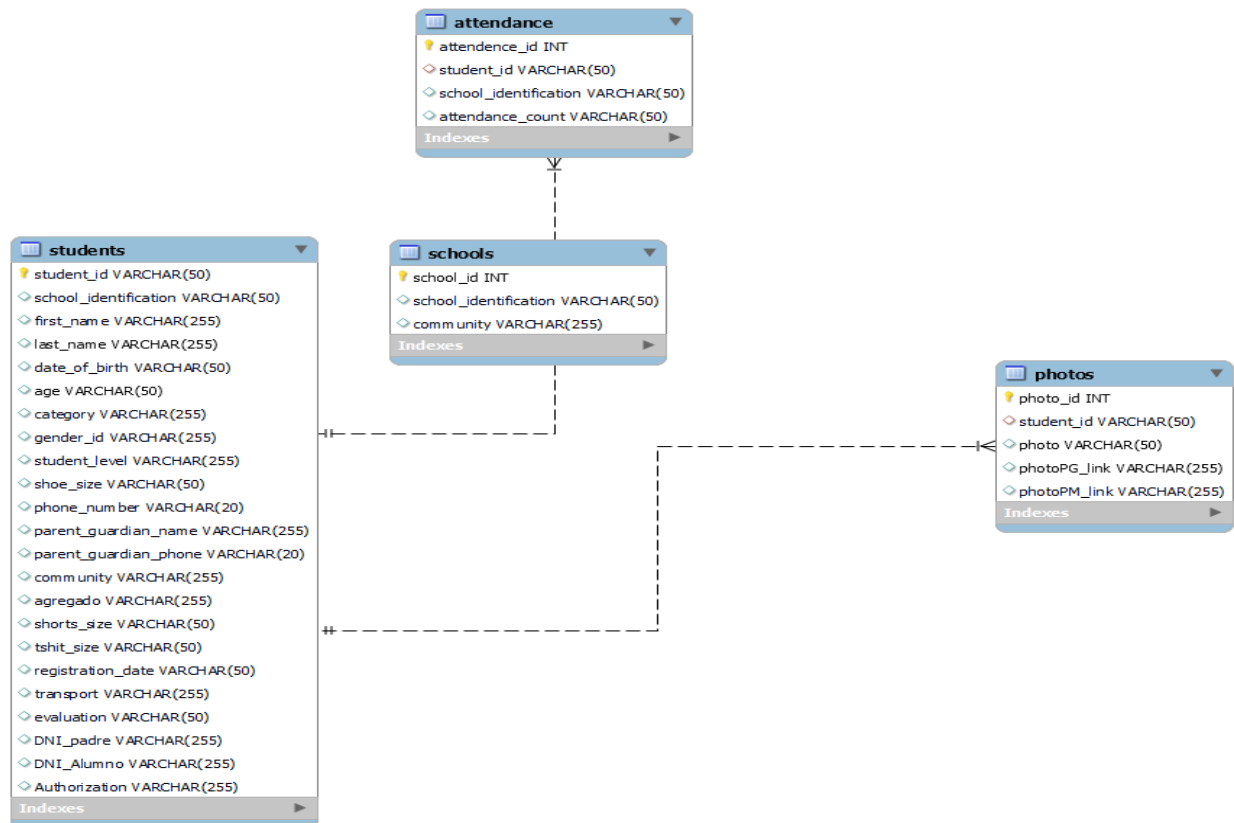 attendance
attendence_id INT
student_id VARCHAR(50)
school_identification VARCHAR(50)
attendance_count VARCHAR(50)
Indexes
students
student_id VARCHAR(50)
school_identification VARCHAR(50)
first_name VARCHAR(255)
last_name VARCHAR(255)
date_of_birth VARCHAR(50)
age VARCHAR(50)
category VARCHAR(255)
gender_id VARCHAR(255)
student_level VARCHAR(255)
shoe_size VARCHAR(50)
phone_number VARCHAR(20)
parent_guardian_name VARCHAR(255)
parent_guardian_phone VARCHAR(20)
community VARCHAR(255)
agregado VARCHAR(255)
shorts_size VARCHAR(50)
tshit_size VARCHAR(50)
registration_date VARCHAR(50)
transport VARCHAR(255)
evaluation VARCHAR(50)
DNI_padre VARCHAR(255)
DNI_Alumno VARCHAR(255)
Authorization VARCHAR(255)
Indexes
schools
school_id INT
school_identification VARCHAR(50)
community VARCHAR(255)
Indexes
photos
photo_id INT
student_id VARCHAR(50)
photo VARCHAR(50)
photoPG_link VARCHAR(255)
photoPM_link VARCHAR(255)
Indexes